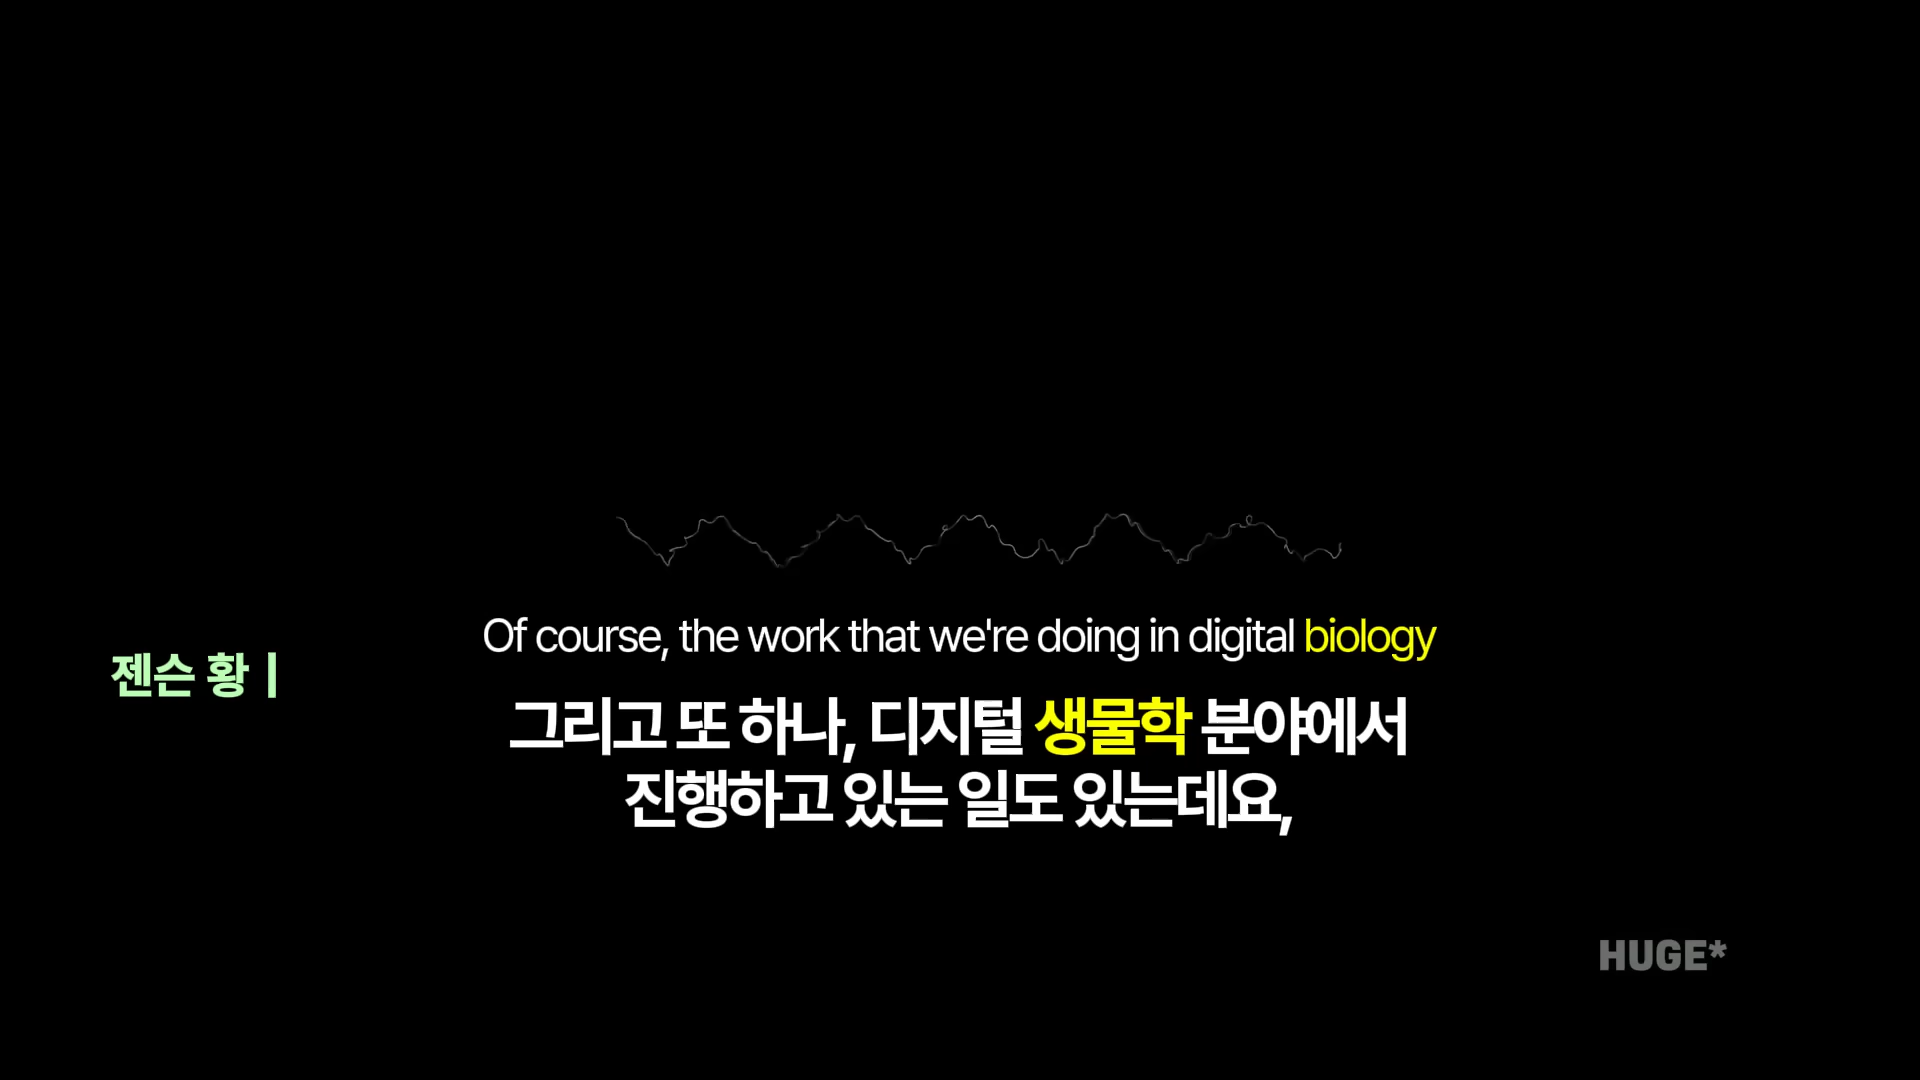 Of course, the work that we're doing in digital biology
젠슨 황 |
그리고 또 하나, 디지털 생물학 분야에서
진행하고 있는 일도 있는데요,
HUGE*